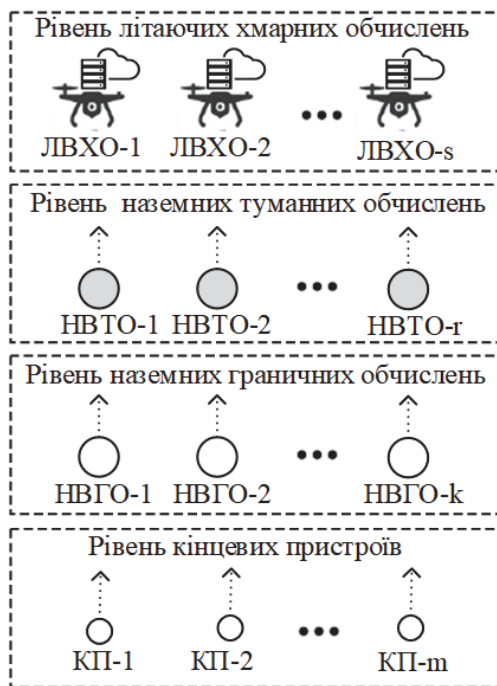 Рівень літаючих хмарних обчислень
ЛВХО-1 ЛВХО-2 ЛВХО-s
Рівень наземних туманних обчислень
НВТО-1 НВТО-2 НВТО-r
Рівень наземних граничних обчислень
НВГО-1 НВГО-2 НВГО-k
Рівень кінцевих пристроїв
КП-1 КП-2 КП-m